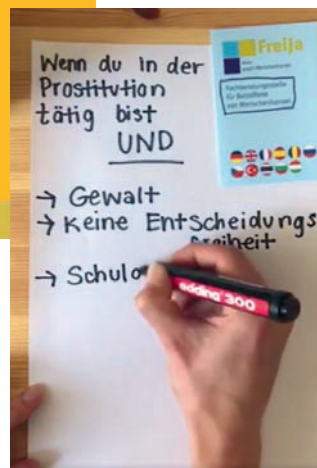 Wenn du in der
Prostitution
tätig bist
UND
→ Gewalt
→ Keine Entscheidungs
freiheit
→ Schul
Freija
Fachberatungsstelle
für Betroffene
von Menschenhandel
edding 300